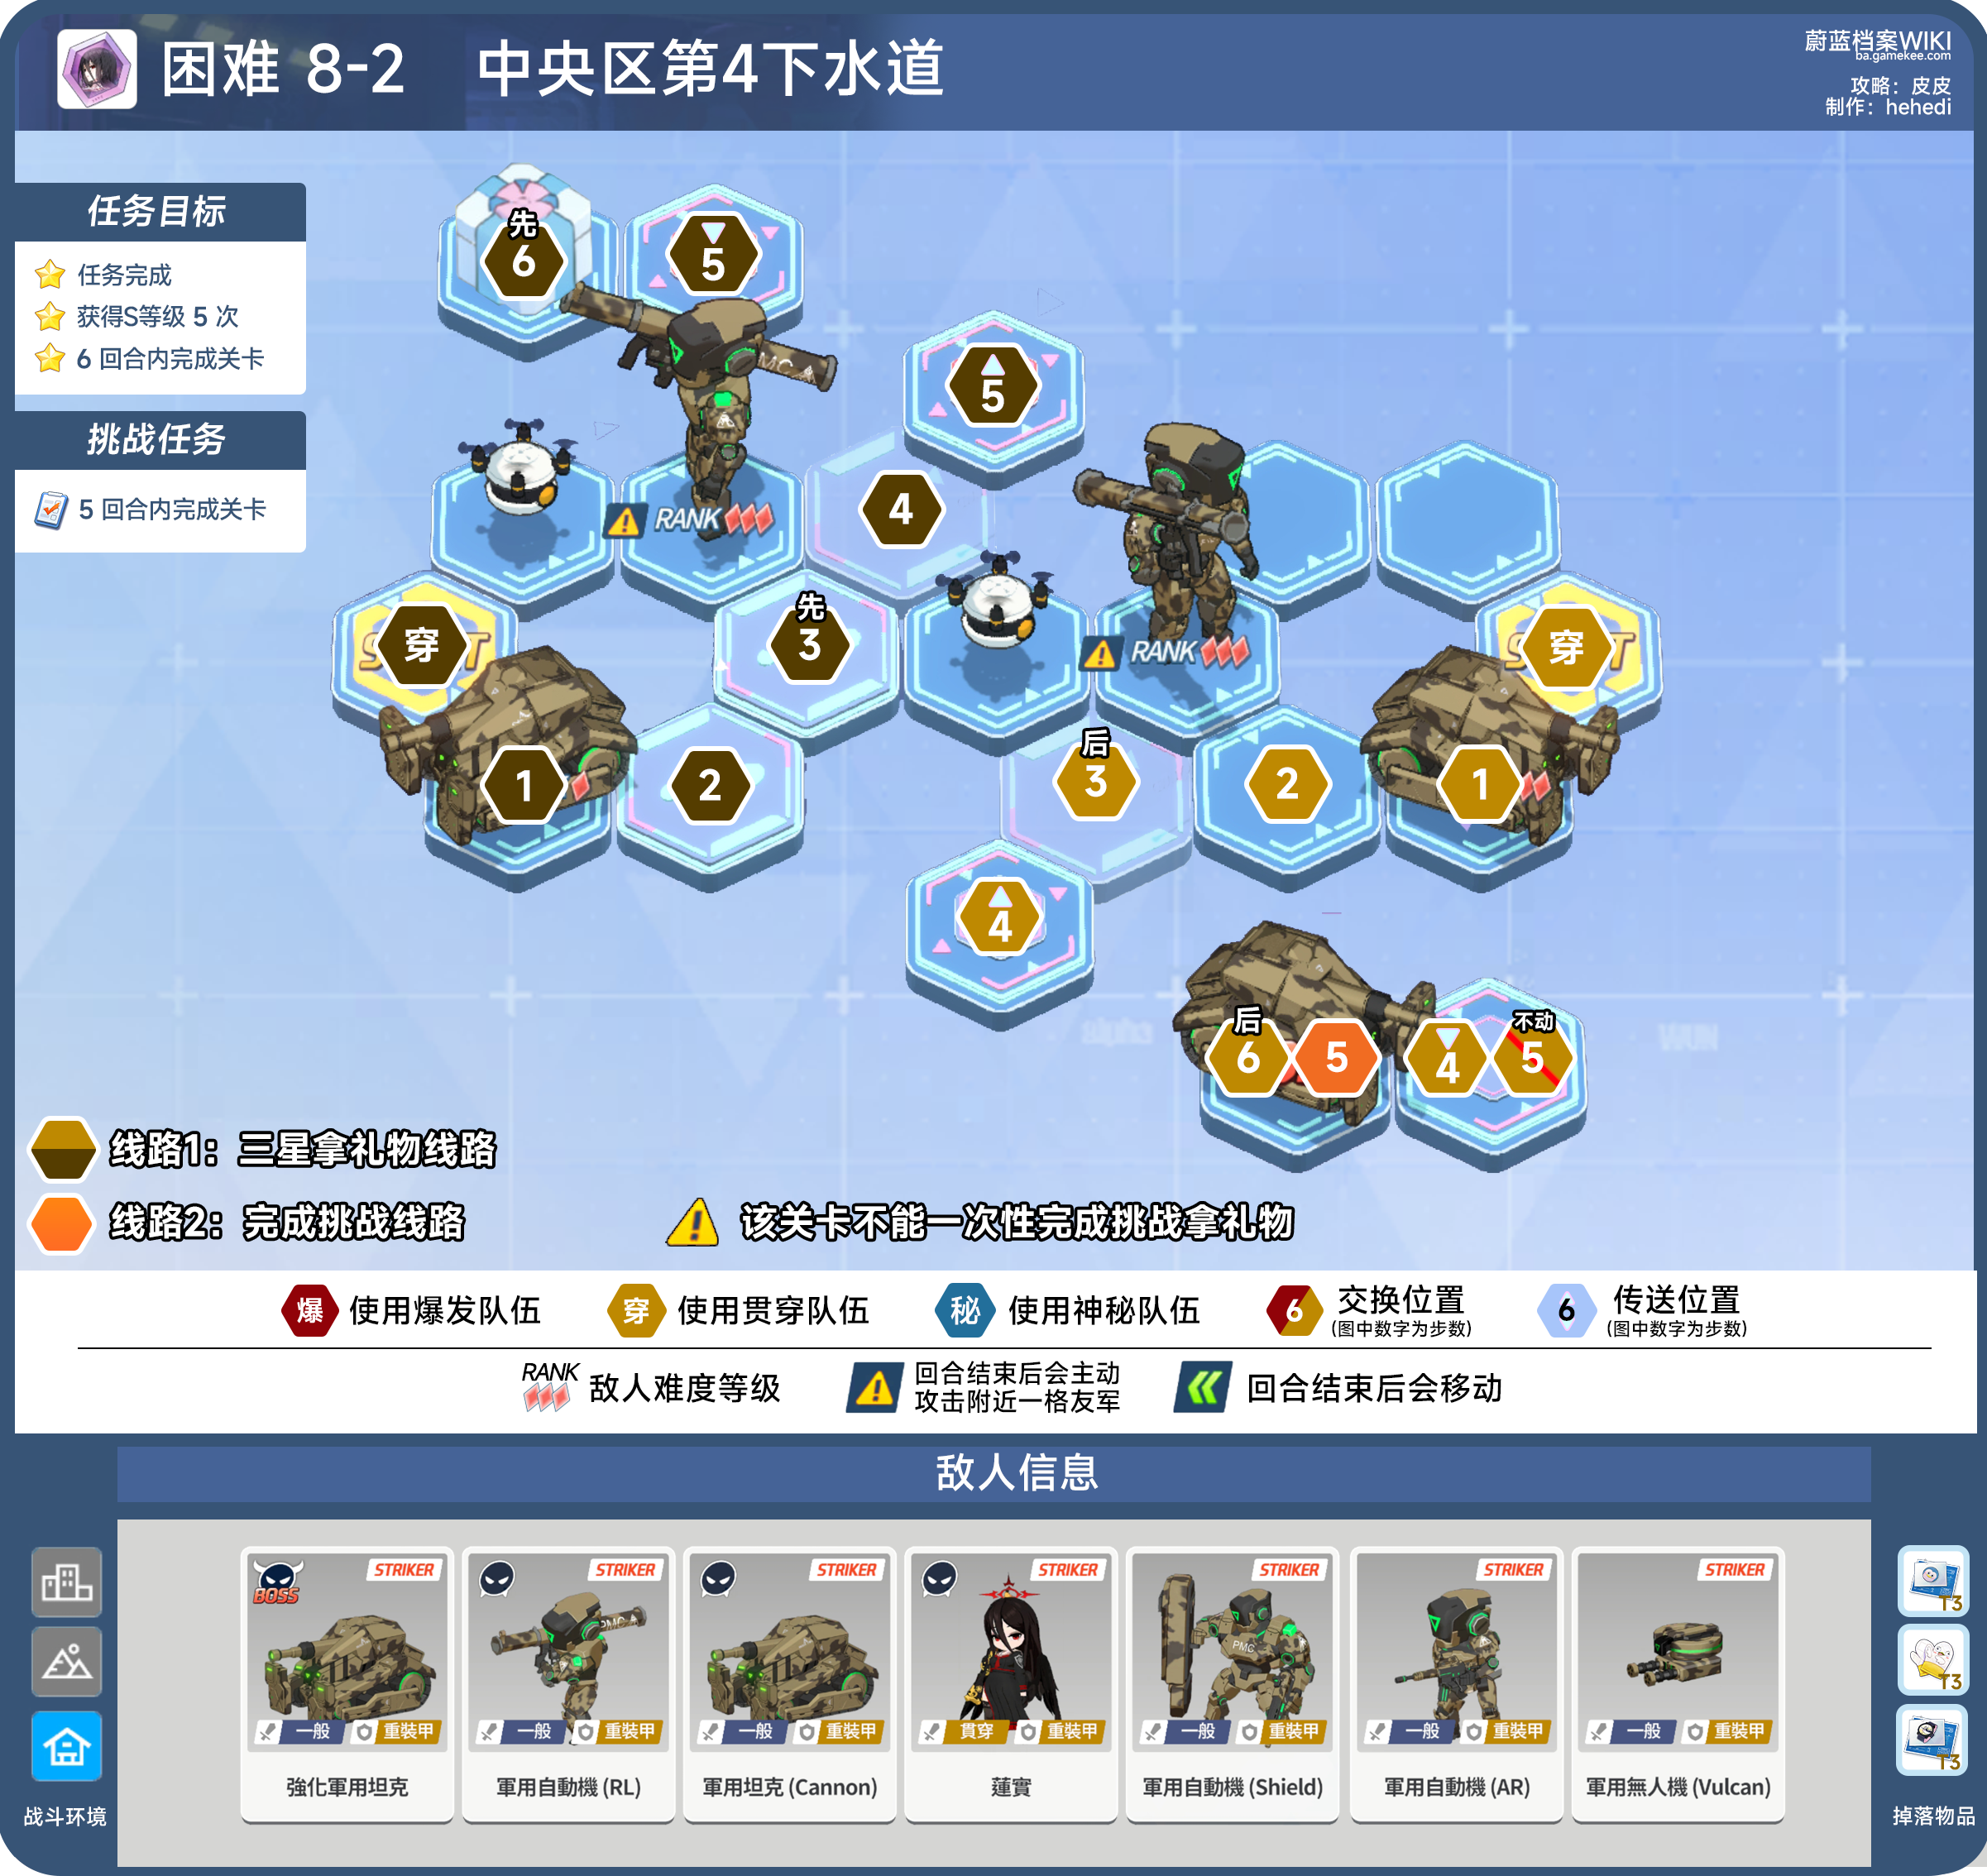 困难 8-2 中央区第4下水道
蔚蓝档案WIKI
ba.gamekee.com
攻略：皮皮
制作：hehedi
任务目标
任务完成
获得S等级 5 次
6 回合内完成关卡
挑战任务
5 回合内完成关卡
先
6
5
5
4
RANK
PMC
先
3
RANK
穿
穿
1
2
后
3
2
1
4
后
6
5
4
不动
5
线路1：三星拿礼物线路
线路2：完成挑战线路
该关卡不能一次性完成挑战拿礼物
爆 使用爆发队伍
穿 使用贯穿队伍
秘 使用神秘队伍
6 交换位置
(图中数字为步数)
6 传送位置
(图中数字为步数)
RANK 敌人难度等级
回合结束后会主动
攻击附近一格友军
回合结束后会移动
敌人信息
BOSS STRIKER
一般 重裝甲
強化軍用坦克
STRIKER
PMC
一般 重裝甲
軍用自動機 (RL)
STRIKER
一般 重裝甲
軍用坦克 (Cannon)
STRIKER
貫穿 重裝甲
蓮實
STRIKER
PMC
一般 重裝甲
軍用自動機 (Shield)
STRIKER
一般 重裝甲
軍用自動機 (AR)
STRIKER
一般 重裝甲
軍用無人機 (Vulcan)
战斗环境
T3
T3
T3
掉落物品